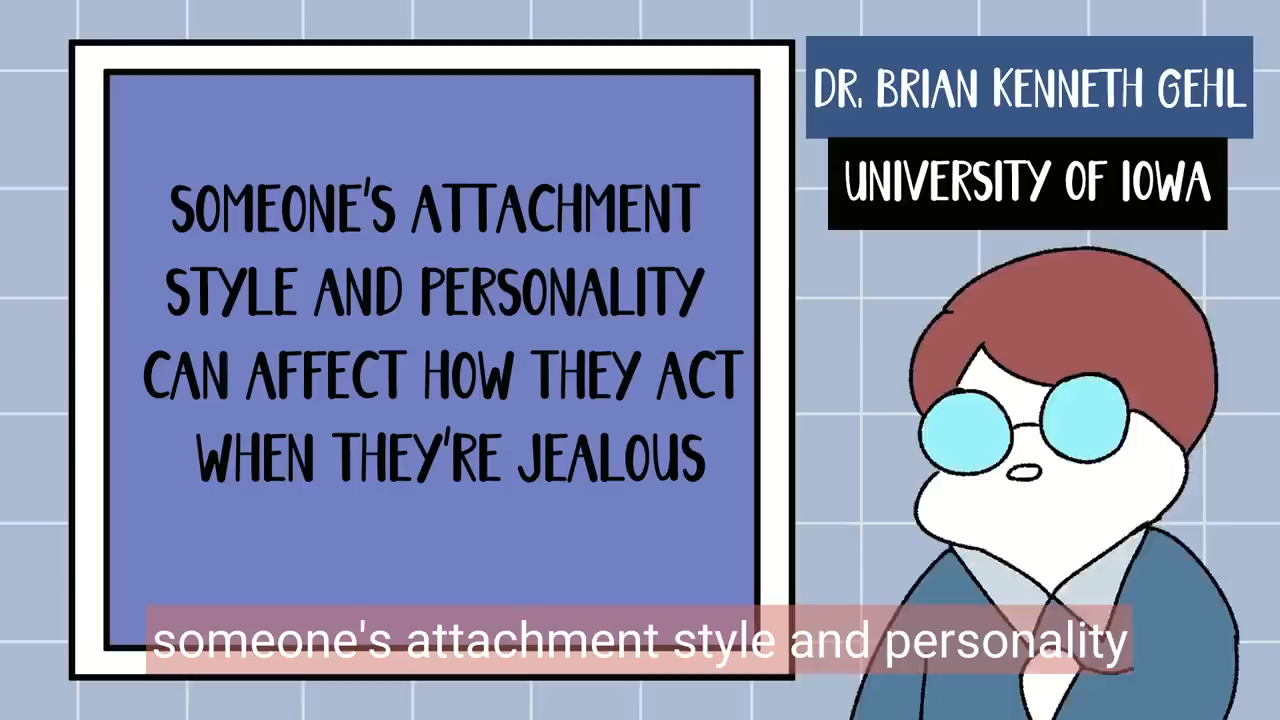 DR. BRIAN KENNETH GEHL
UNIVERSITY OF IOWA
SOMEONE'S ATTACHMENT
STYLE AND PERSONALITY
CAN AFFECT HOW THEY ACT
WHEN THEY'RE JEALOUS
someone's attachment style and personality